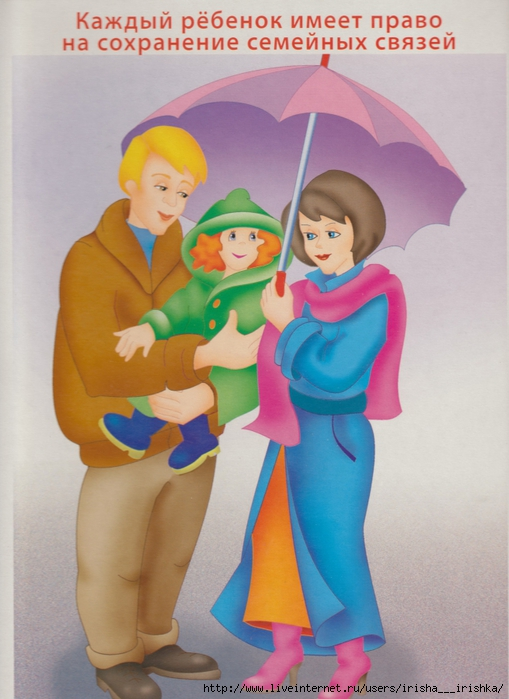 Каждый рёбенок имеет право
на сохранение семейных связей
http://www.liveinternet.ru/users/irisha___irishka/